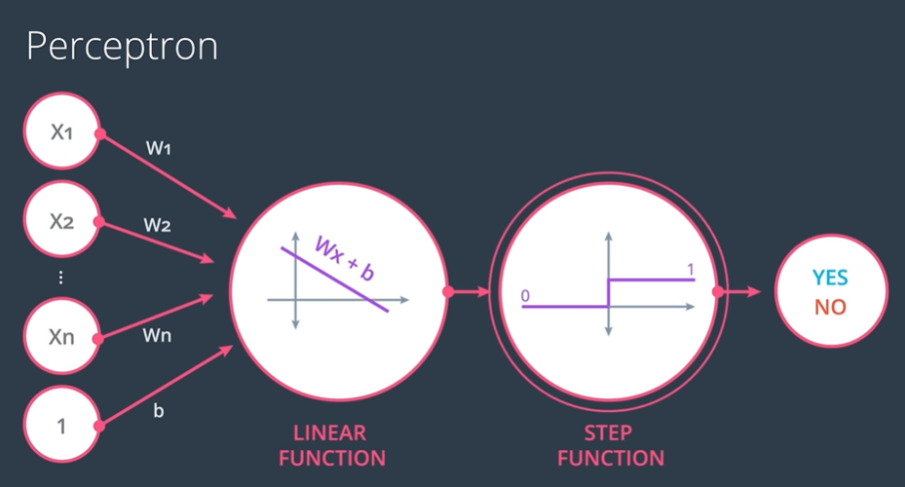 Perceptron
X1
W1
X2
W2
⋮
Xn
Wn
1
b
Wx + b
LINEAR
FUNCTION
0
1
STEP
FUNCTION
YES
NO